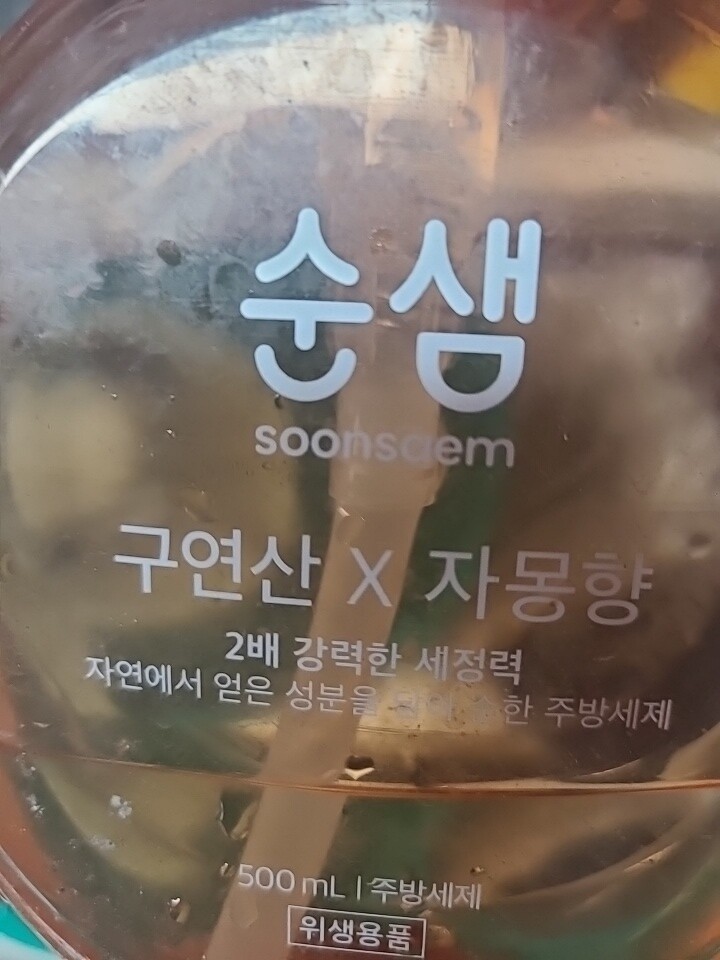 순샘
soonsaem
구연산 X 자몽향
2배 강력한 세정력
자연에서 얻은 성분을 순한 주방세제
500 mL | 주방세제
위생용품